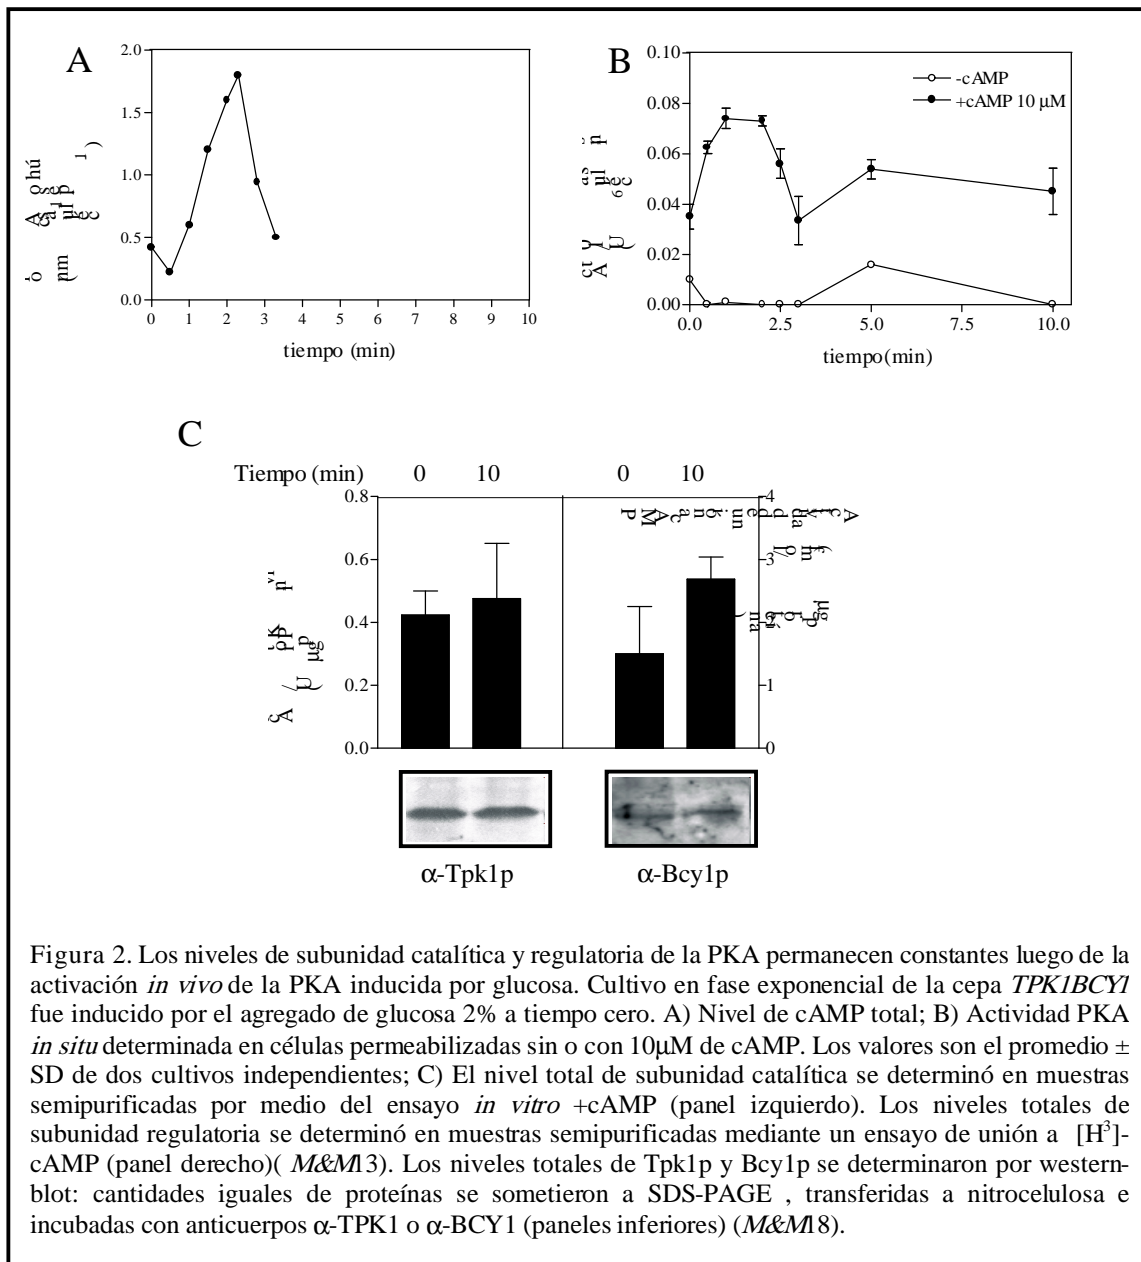 A
2.0
1.5
1.0
0.5
0.0
0 1 2 3 4 5 6 7 8 9 10
tiempo (min)
B
0.10
0.08
0.06
0.04
0.02
0.00
0.0 2.5 5.0 7.5 10.0
tiempo(min)
-cAMP
+cAMP 10 μM
C
Tiempo (min) 0 10 0 10
0.8
0.6
0.4
0.2
0.0
4
3
2
1
0
α-Tpk1p
α-Bcy1p
Figura 2. Los niveles de subunidad catalítica y regulatoria de la PKA permanecen constantes luego de la
activación in vivo de la PKA inducida por glucosa. Cultivo en fase exponencial de la cepa TPK1BCY1
fue inducido por el agregado de glucosa 2% a tiempo cero. A) Nivel de cAMP total; B) Actividad PKA
in situ determinada en células permeabilizadas sin o con 10μM de cAMP. Los valores son el promedio ±
SD de dos cultivos independientes; C) El nivel total de subunidad catalítica se determinó en muestras
semipurificadas por medio del ensayo in vitro +cAMP (panel izquierdo). Los niveles totales de
subunidad regulatoria se determinó en muestras semipurificadas mediante un ensayo de unión a [H³]-
cAMP (panel derecho)( M&M13). Los niveles totales de Tpk1p y Bcy1p se determinaron por western-
blot: cantidades iguales de proteínas se sometieron a SDS-PAGE , transferidas a nitrocelulosa e
incubadas con anticuerpos α-TPK1 o α-BCY1 (paneles inferiores) (M&M18).